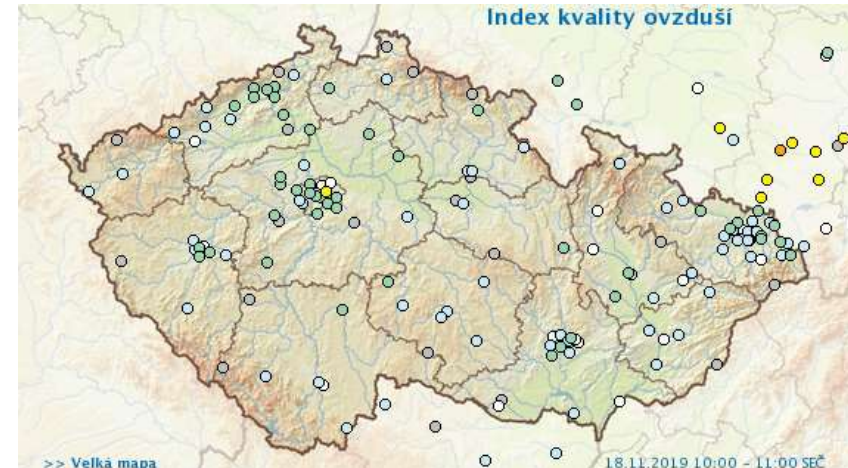 Index kvality ovzduší
>> Velká mapa
18.11.2019 10:00 - 11:00 SEČ